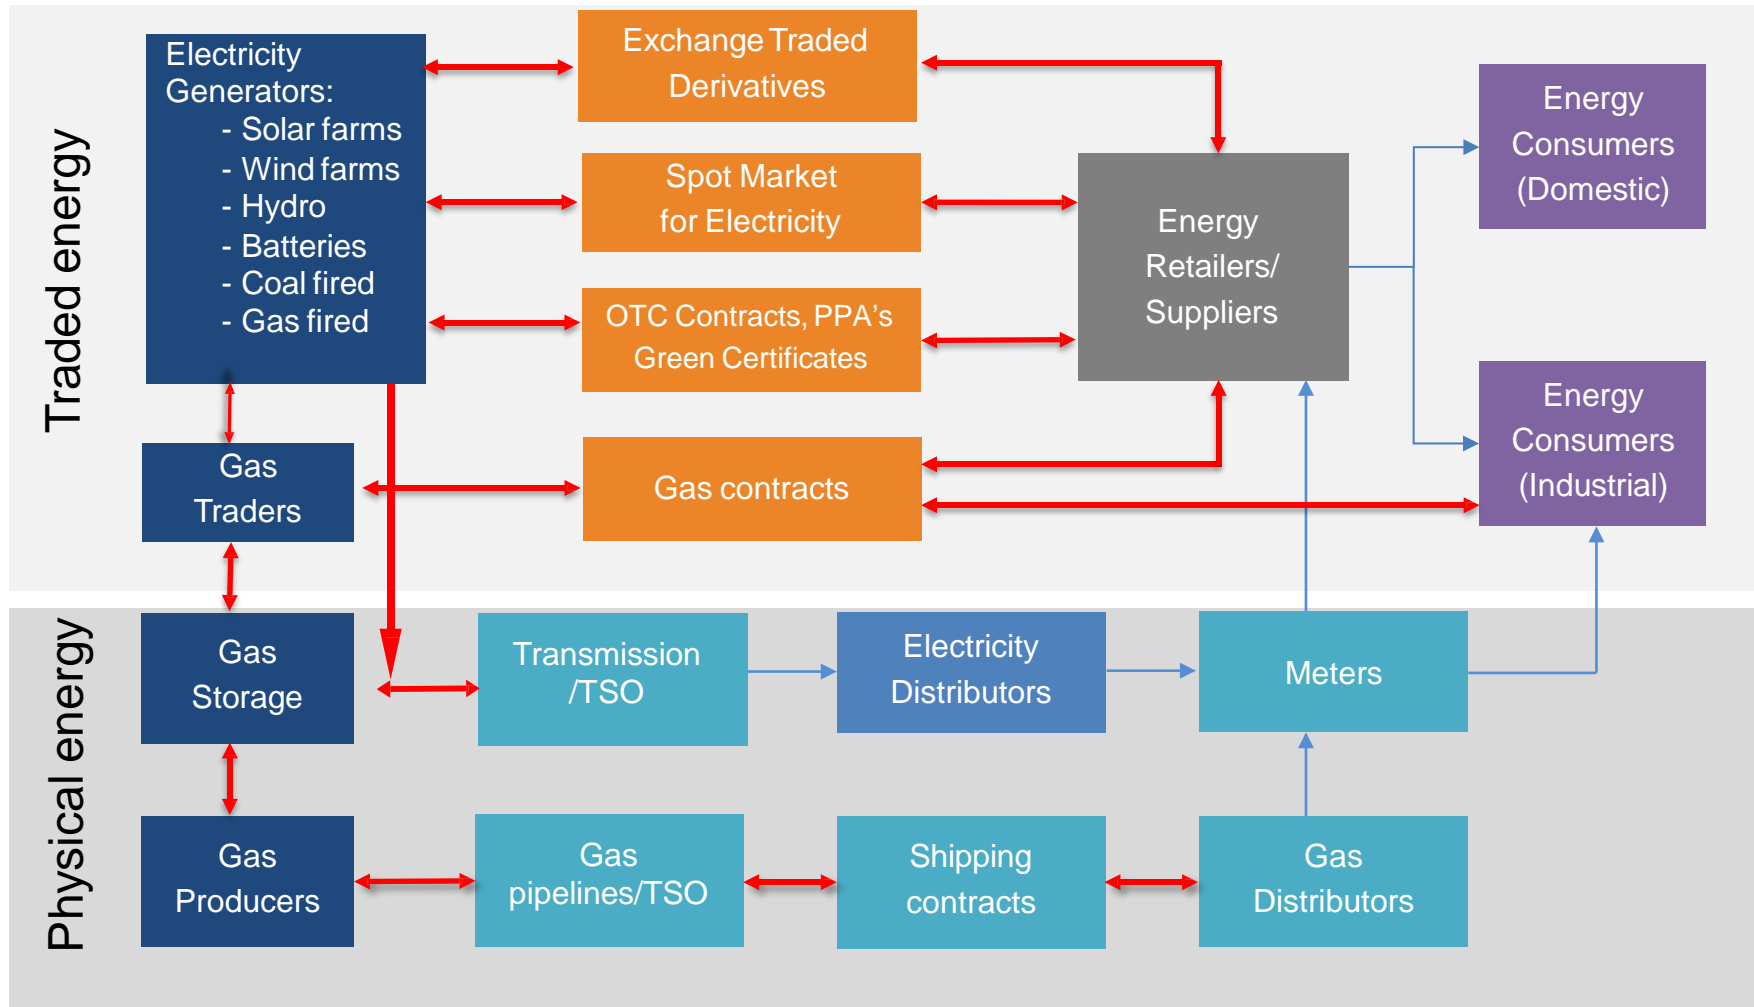 Traded energy
Electricity
Generators:
- Solar farms
- Wind farms
- Hydro
- Batteries
- Coal fired
- Gas fired
Exchange Traded
Derivatives
Spot Market
for Electricity
OTC Contracts, PPA’s
Green Certificates
Gas contracts
Energy
Retailers/
Suppliers
Energy
Consumers
(Domestic)
Energy
Consumers
(Industrial)
Gas
Traders
Physical energy
Gas
Storage
Transmission
/TSO
Electricity
Distributors
Meters
Gas
Producers
Gas
pipelines/TSO
Shipping
contracts
Gas
Distributors